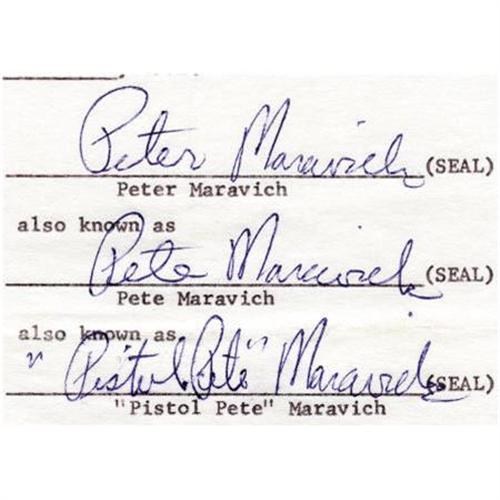 Peter Maravich (SEAL)
Peter Maravich
also known as
Pete Maravich (SEAL)
Pete Maravich
also known as
"Pistol Pete" Maravich (SEAL)
"Pistol Pete" Maravich